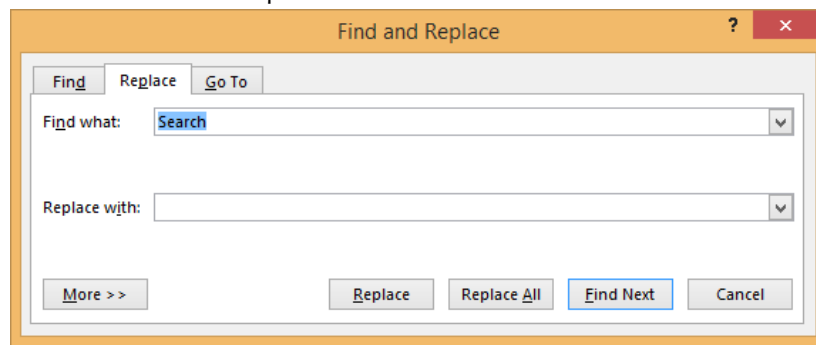 Find and Replace ? ×
Find Replace Go To
Find what: Search
Replace with:
More >> Replace Replace All Find Next Cancel